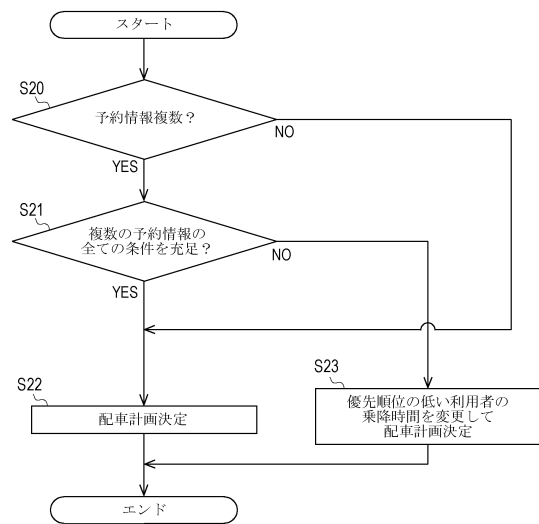 スタート
S20
予約情報複数？
NO
YES
S21
複数の予約情報の
全ての条件を充足？
NO
YES
S22
配車計画決定
S23
優先順位の低い利用者の
乗降時間を変更して
配車計画決定
エンド